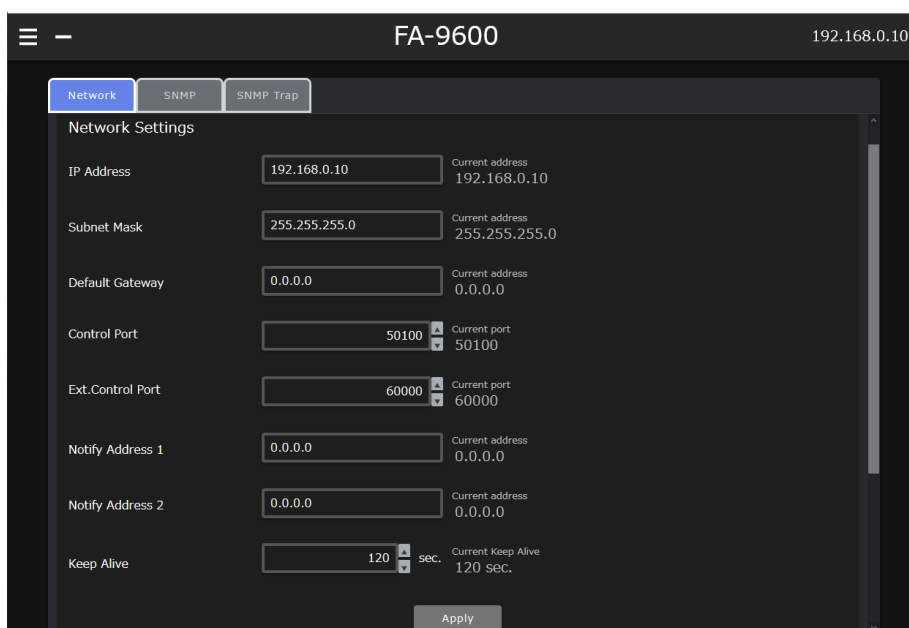 FA-9600
192.168.0.10
Network
SNMP
SNMP Trap
Network Settings
IP Address
192.168.0.10
Current address
192.168.0.10
Subnet Mask
255.255.255.0
Current address
255.255.255.0
Default Gateway
0.0.0.0
Current address
0.0.0.0
Control Port
50100
Current port
50100
Ext.Control Port
60000
Current port
60000
Notify Address 1
0.0.0.0
Current address
0.0.0.0
Notify Address 2
0.0.0.0
Current address
0.0.0.0
Keep Alive
120 sec.
Current Keep Alive
120 sec.
Apply